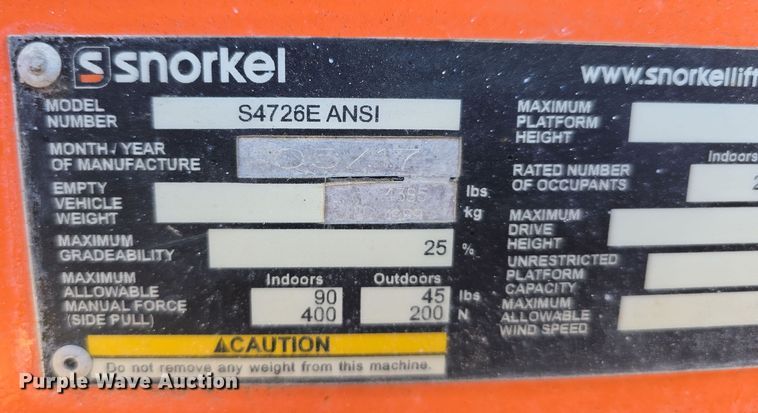 snorkel
www.snorkellift
MODEL NUMBER S4726E ANSI
MONTH / YEAR OF MANUFACTURE 03/17
EMPTY VEHICLE WEIGHT lbs. kg
MAXIMUM GRADEABILITY 25 %
MAXIMUM ALLOWABLE MANUAL FORCE (SIDE PULL)
Indoors Outdoors
90 45 lbs
400 200 N
CAUTION
Do not remove any weight from this machine.
MAXIMUM PLATFORM HEIGHT
Indoors
RATED NUMBER OF OCCUPANTS 2
MAXIMUM DRIVE HEIGHT
UNRESTRICTED PLATFORM CAPACITY
MAXIMUM ALLOWABLE WIND SPEED
Purple Wave Auction